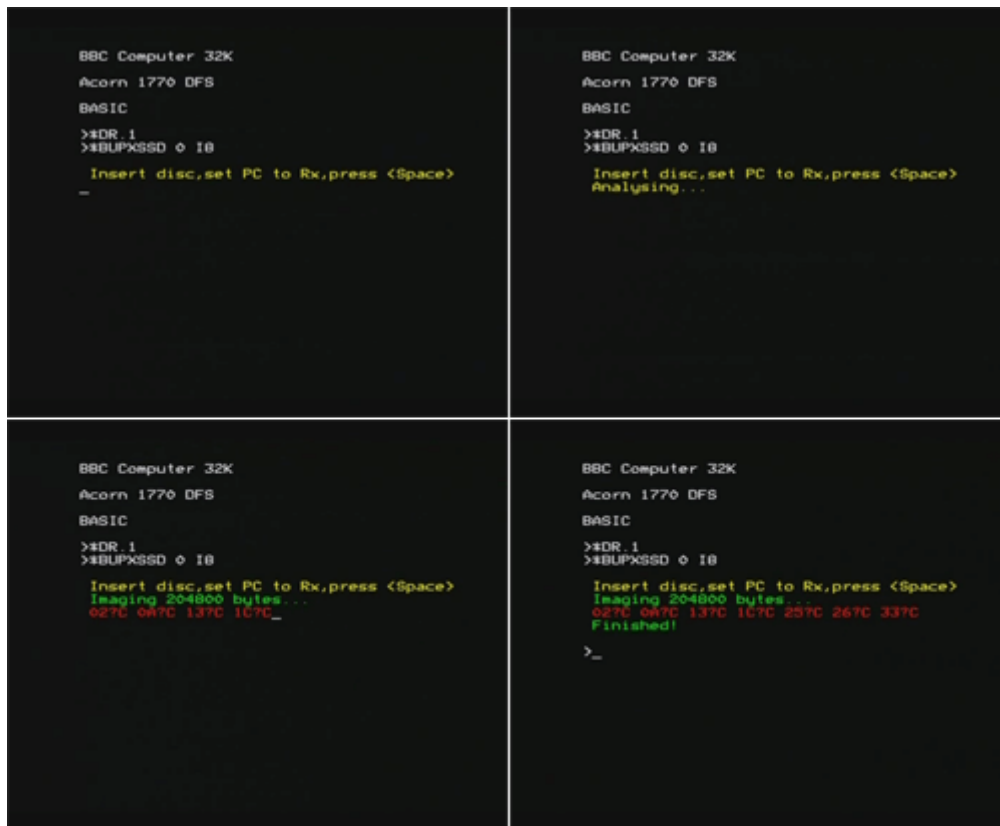 BBC Computer 32K
Acorn 1770 DFS
BASIC
>*DR.1
>*BUPXSSD 0 I8
Insert disc,set PC to Rx,press <Space>
_
BBC Computer 32K
Acorn 1770 DFS
BASIC
>*DR.1
>*BUPXSSD 0 I8
Insert disc,set PC to Rx,press <Space>
Analysing...
BBC Computer 32K
Acorn 1770 DFS
BASIC
>*DR.1
>*BUPXSSD 0 I8
Insert disc,set PC to Rx,press <Space>
Imaging 204800 bytes...
02?C 0A?C 13?C 1C?C_
BBC Computer 32K
Acorn 1770 DFS
BASIC
>*DR.1
>*BUPXSSD 0 I8
Insert disc,set PC to Rx,press <Space>
Imaging 204800 bytes...
02?C 0A?C 13?C 1C?C 25?C 26?C 33?C
Finished!
>_